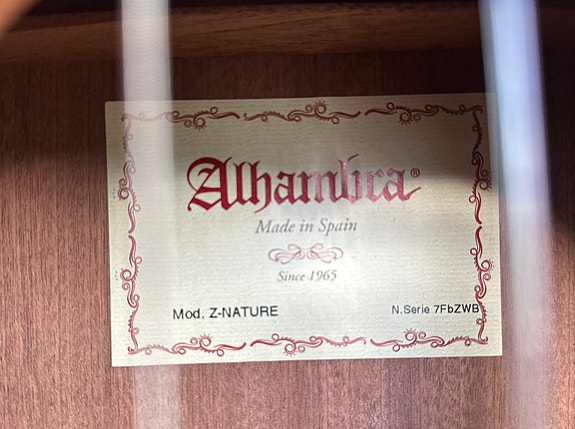 Alhambra®
Made in Spain
Since 1965
Mod. Z-NATURE
N.Serie 7FbZWB